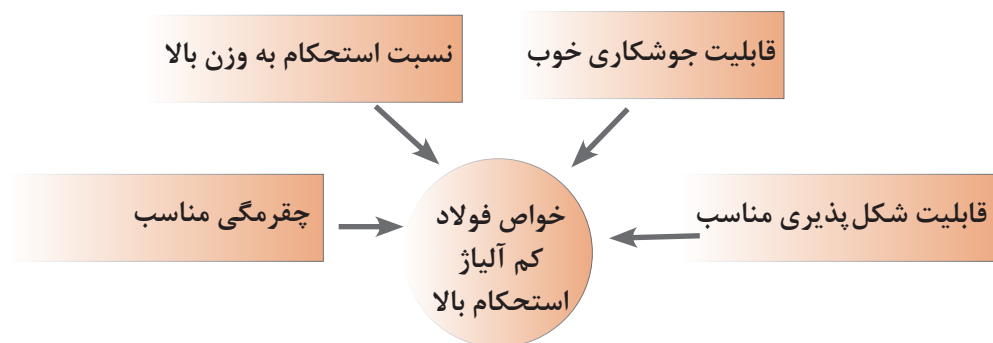 قابلیت جوشکاری خوب
نسبت استحکام به وزن بالا
قابلیت شکل‌پذیری مناسب
چقرمگی مناسب
خواص فولاد
کم آلیاژ
استحکام بالا